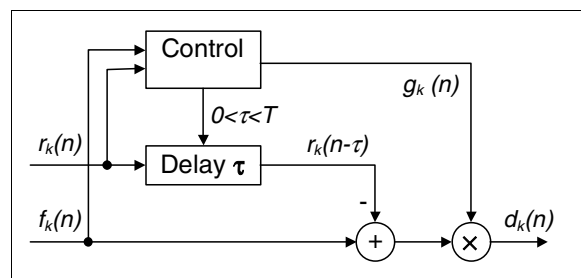 Control
g_k (n)
0<τ<T
r_k(n)
r_k(n-τ)
Delay τ
-
f_k(n)
d_k(n)
+
×